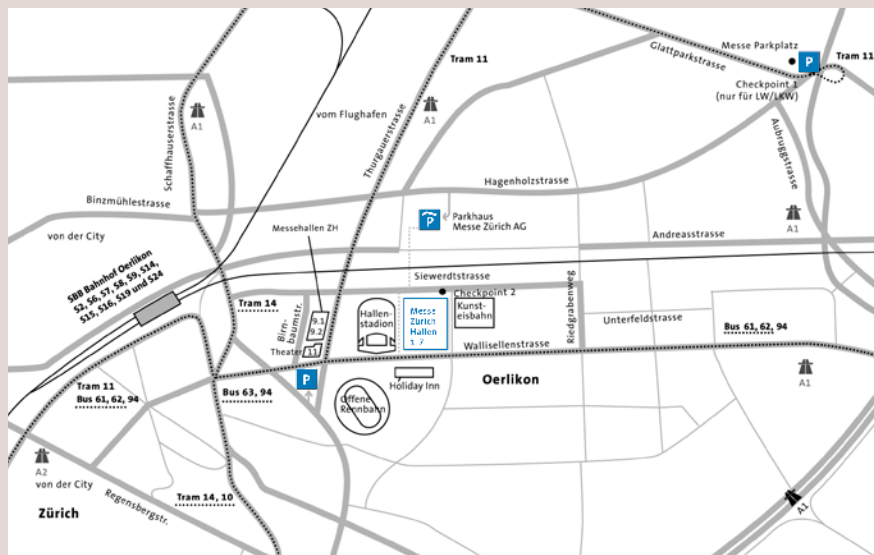 Messe Parkplatz
Glattparkstrasse
P
Tram 11
Tram 11
Checkpoint 1
(nur für LW/LKW)
Schaffhauserstrasse
A1
vom Flughafen
A1
Thurgauerstrasse
Aubruggstrasse
Hagenholzstrasse
Binzmühlestrasse
von der City
Messehallen ZH
P
Parkhaus
Messe Zürich AG
A1
Andreasstrasse
SBB Bahnhof Oerlikon
S2, S6, S7, S8, S9, S14,
S15, S16, S19 und S24
Siewerdtstrasse
Checkpoint 2
Tram 14
Birn-
baumstr.
9.1
9.2
Theater
11
Hallen-
stadion
Messe
Zürich
Hallen
1-7
Kunst-
eisbahn
Riedgrabenweg
Unterfeldstrasse
Bus 61, 62, 94
Wallisellenstrasse
Tram 11
Bus 61, 62, 94
Bus 63, 94
P
Offene
Rennbahn
Holiday Inn
Oerlikon
A1
A2
von der City
Regensbergstr.
Tram 14, 10
Zürich
A1